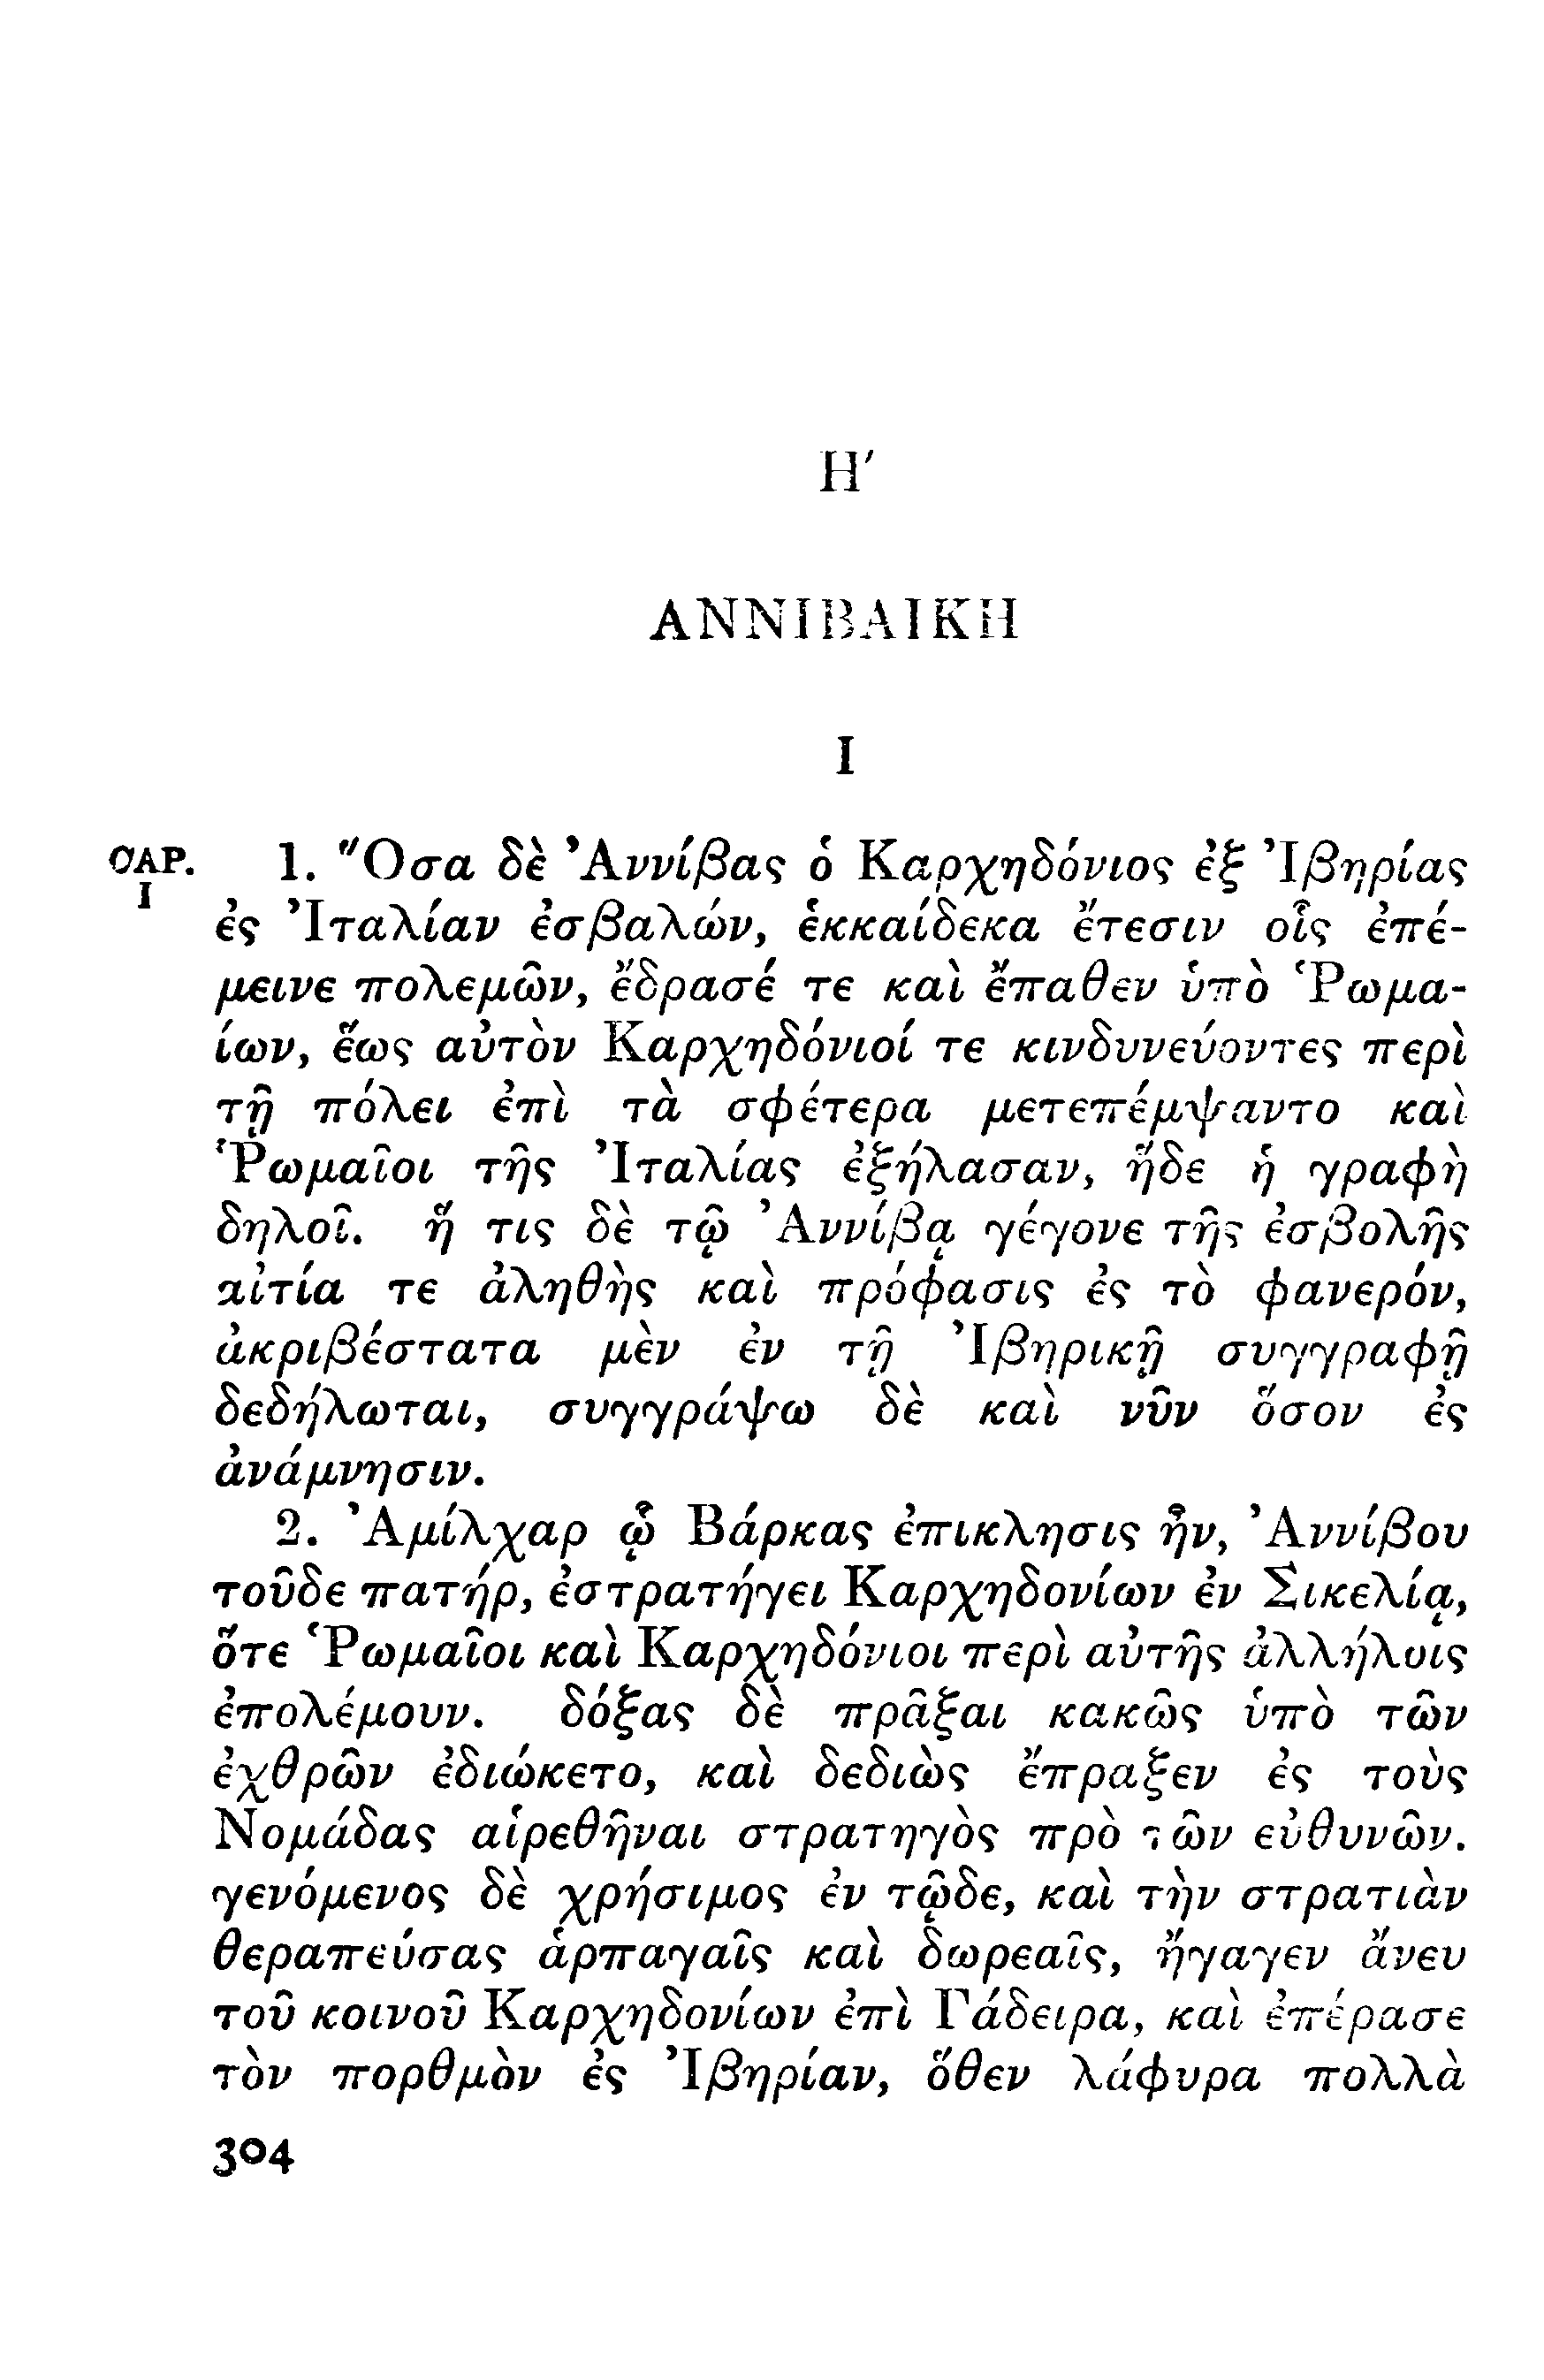 Η′
ΑΝΝΙΒΑΙΚΗ
I
CAP. 1. Ὅσα δὲ Ἀννίβας ὁ Καρχηδόνιος ἐξ Ἰβηρίας
I
ἐς Ἰταλίαν ἐσβαλών, ἑκκαίδεκα ἔτεσιν οἷς ἐπέ-
μεινε πολεμῶν, ἔδρασέ τε καὶ ἔπαθεν ὑπὸ Ῥωμα-
ίων, ἕως αὐτὸν Καρχηδόνιοί τε κινδυνεύοντες περὶ
τῇ πόλει ἐπὶ τὰ σφέτερα μετεπέμψαντο καὶ
Ῥωμαῖοι τῆς Ἰταλίας ἐξήλασαν, ἥδε ἡ γραφὴ
δηλοῖ. ἥ τις δὲ τῷ Ἀννίβᾳ γέγονε τῆς ἐσβολῆς
αἰτία τε ἀληθὴς καὶ πρόφασις ἐς τὸ φανερόν,
ἀκριβέστατα μὲν ἐν τῇ Ἰβηρικῇ συγγραφῇ
δεδήλωται, συγγράψω δὲ καὶ νῦν ὅσον ἐς
ἀνάμνησιν.
2. Ἀμίλχαρ ᾧ Βάρκας ἐπικλησις ἦν, Ἀννίβου
τοῦδε πατήρ, ἐστρατήγει Καρχηδονίων ἐν Σικελίᾳ,
ὅτε Ῥωμαῖοι καὶ Καρχηδόνιοι περὶ αὐτῆς ἀλλήλοις
ἐπολέμουν. δόξας δὲ πρᾶξαι κακῶς ὑπὸ τῶν
ἐχθρῶν ἐδιώκετο, καὶ δεδιὼς ἔπραξεν ἐς τοὺς
Νομάδας αἱρεθῆναι στρατηγὸς πρὸ τῶν εὐθυνῶν.
γενόμενος δὲ χρήσιμος ἐν τῷδε, καὶ τὴν στρατιὰν
θεραπεύσας ἁρπαγαῖς καὶ δωρεαῖς, ἤγαγεν ἄνευ
τοῦ κοινοῦ Καρχηδονίων ἐπὶ Γάδειρα, καὶ ἐπέρασε
τὸν πορθμὸν ἐς Ἰβηρίαν, ὅθεν λάφυρα πολλὰ
304